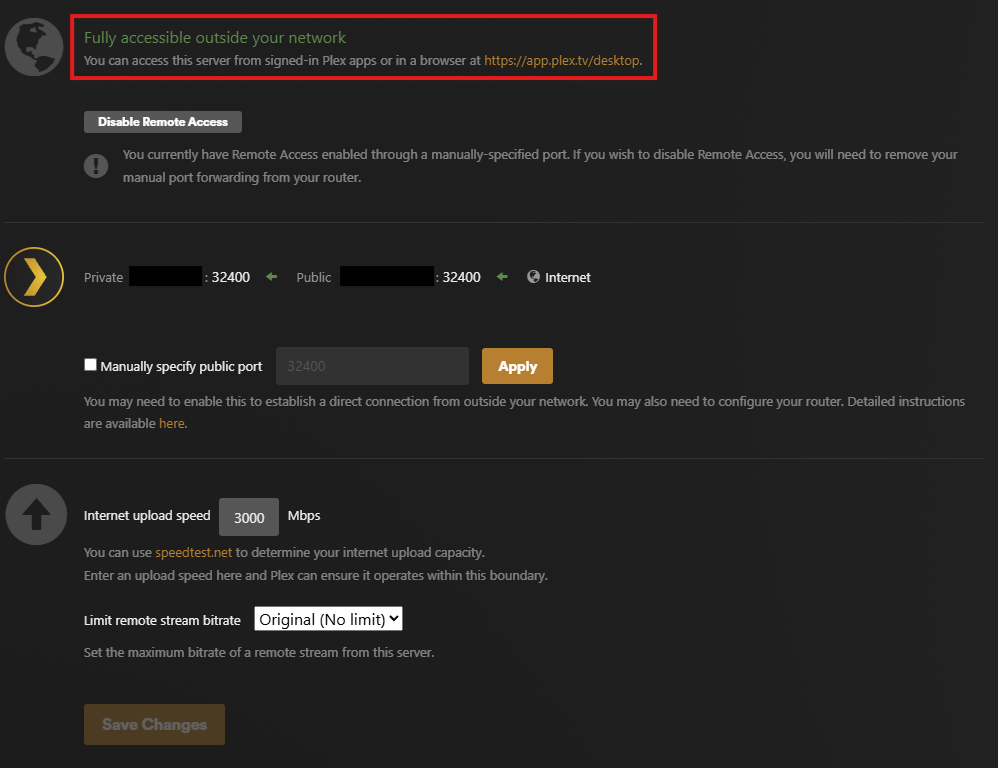 Fully accessible outside your network
You can access this server from signed-in Plex apps or in a browser at https://app.plex.tv/desktop.
Disable Remote Access
You currently have Remote Access enabled through a manually-specified port. If you wish to disable Remote Access, you will need to remove your
manual port forwarding from your router.
Private : 32400 Public : 32400 Internet
Manually specify public port 32400 Apply
You may need to enable this to establish a direct connection from outside your network. You may also need to configure your router. Detailed instructions
are available here.
Internet upload speed 3000 Mbps
You can use speedtest.net to determine your internet upload capacity.
Enter an upload speed here and Plex can ensure it operates within this boundary.
Limit remote stream bitrate Original (No limit)
Set the maximum bitrate of a remote stream from this server.
Save Changes